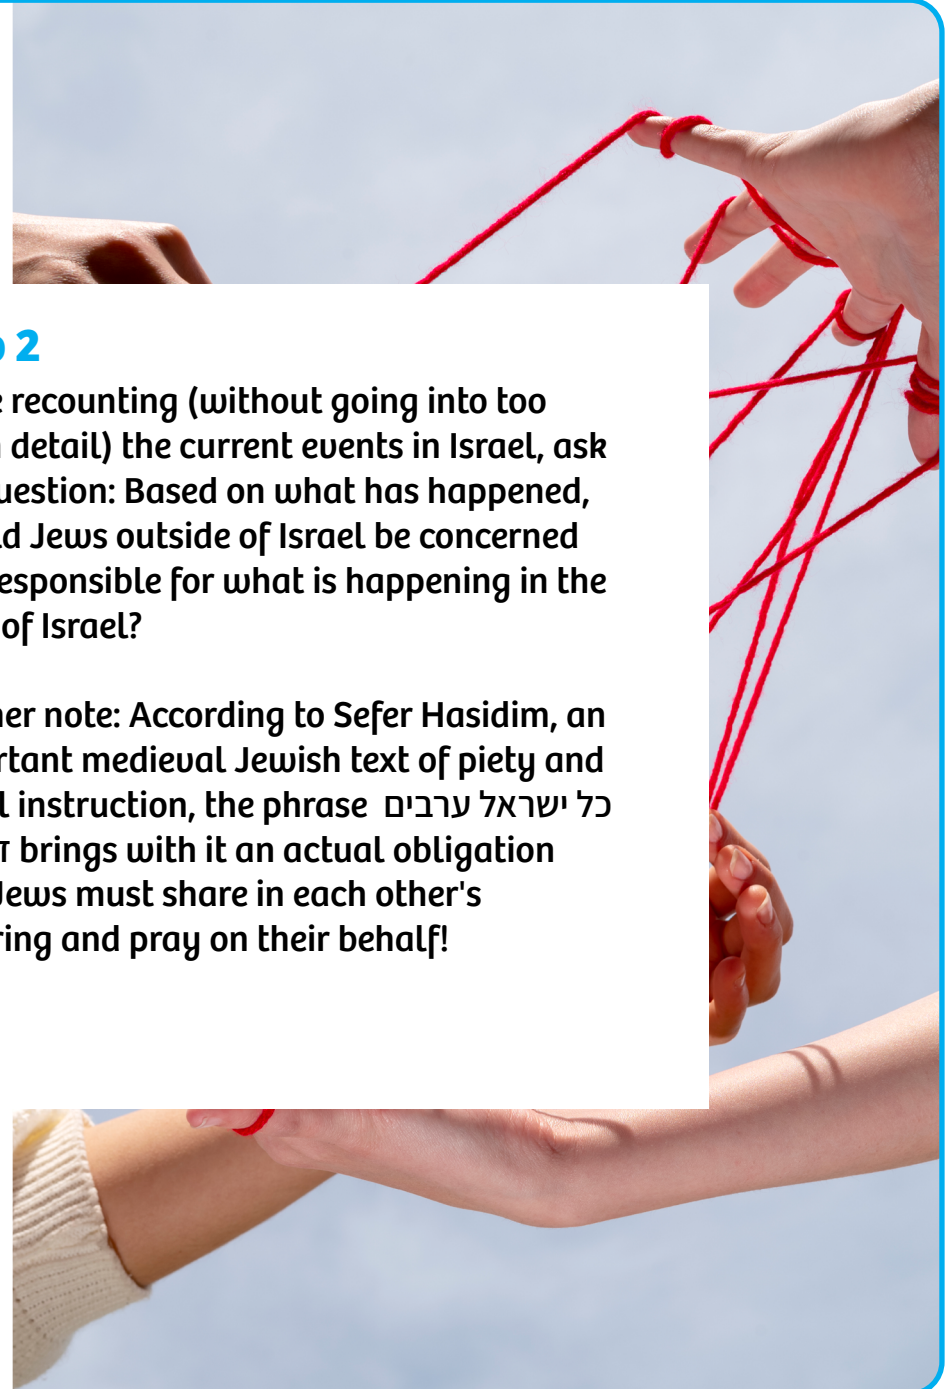 2
e recounting (without going into too
detail) the current events in Israel, ask
uestion: Based on what has happened,
ld Jews outside of Israel be concerned
esponsible for what is happening in the
of Israel?
her note: According to Sefer Hasidim, an
rtant medieval Jewish text of piety and
l instruction, the phrase כל ישראל ערבים
brings with it an actual obligation
Jews must share in each other's
ring and pray on their behalf!